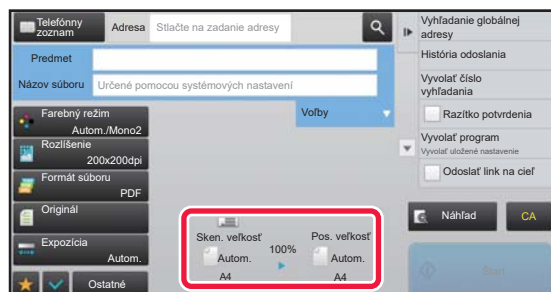 Telefónny
zoznam
Adresa
Stlačte na zadanie adresy
Predmet
Názov súboru
Určené pomocou systémových nastavení
Voľby
Farebný režim
Autom./Mono2
Rozlíšenie
200x200dpi
Formát súboru
PDF
Originál
Expozícia
Autom.
Ostatné
Sken. veľkosť
Autom.
A4
100%
Pos. veľkosť
Autom.
A4
Vyhľadanie globálnej
adresy
História odoslania
Vyvolať číslo
vyhľadania
Razítko potvrdenia
Vyvolať program
Vyvolať uložené nastavenie
Odoslať link na cieľ
Náhľad
CA
Štart